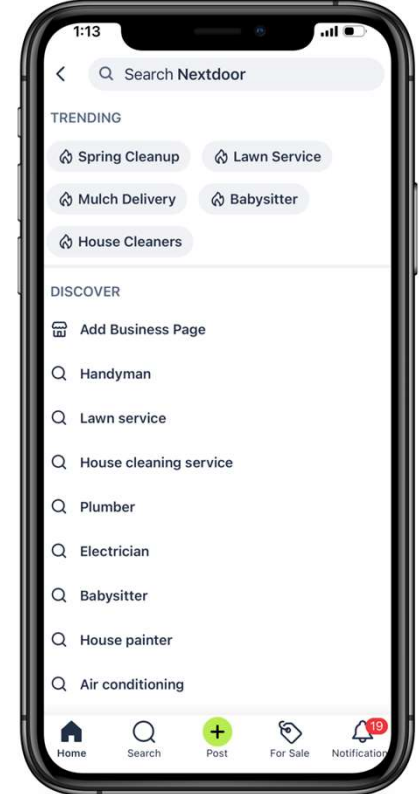 1:13
Search Nextdoor
TRENDING
Spring Cleanup Lawn Service
Mulch Delivery Babysitter
House Cleaners
DISCOVER
Add Business Page
Handyman
Lawn service
House cleaning service
Plumber
Electrician
Babysitter
House painter
Air conditioning
19
Home Search Post For Sale Notification